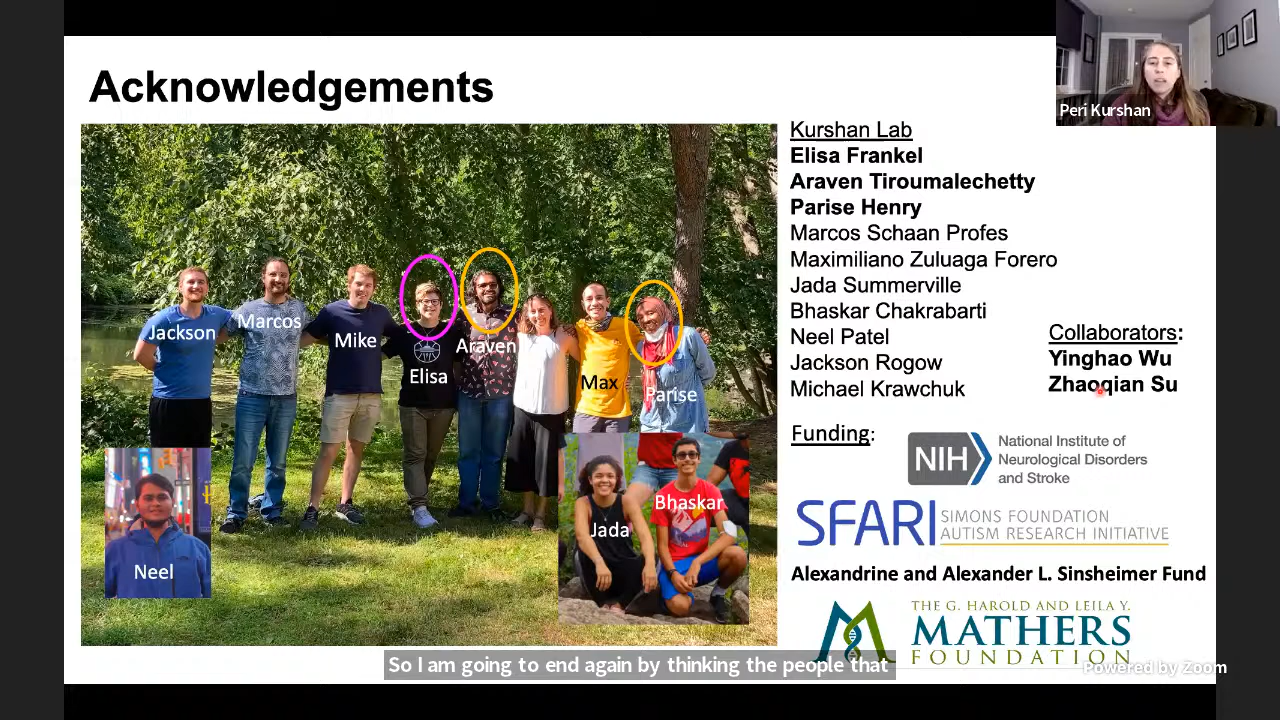 Acknowledgements
Peri Kurshan
Kurshan Lab
Elisa Frankel
Araven Tiroumalechetty
Parise Henry
Marcos Schaan Profes
Maximiliano Zuluaga Forero
Jada Summerville
Bhaskar Chakrabarti
Neel Patel
Jackson Rogow
Michael Krawchuk
Collaborators:
Yinghao Wu
Zhaoqian Su
Jackson
Marcos
Mike
Elisa
Araven
Max
Parise
Neel
Jada
Bhaskar
Funding:
NIH
National Institute of
Neurological Disorders
and Stroke
SFARI
SIMONS FOUNDATION
AUTISM RESEARCH INITIATIVE
Alexandrine and Alexander L. Sinsheimer Fund
THE G. HAROLD AND LEILA Y.
MATHERS
FOUNDATION
So I am going to end again by thinking the people that
Powered by Zoom